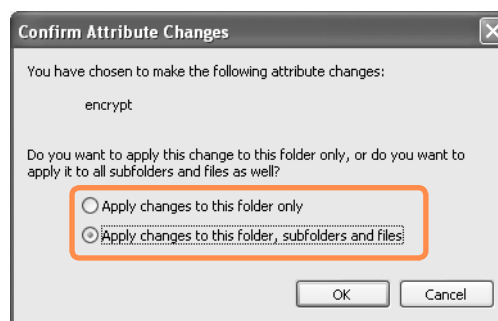 Confirm Attribute Changes
You have chosen to make the following attribute changes:
encrypt
Do you want to apply this change to this folder only, or do you want to
apply it to all subfolders and files as well?
Apply changes to this folder only
Apply changes to this folder, subfolders and files
OK Cancel